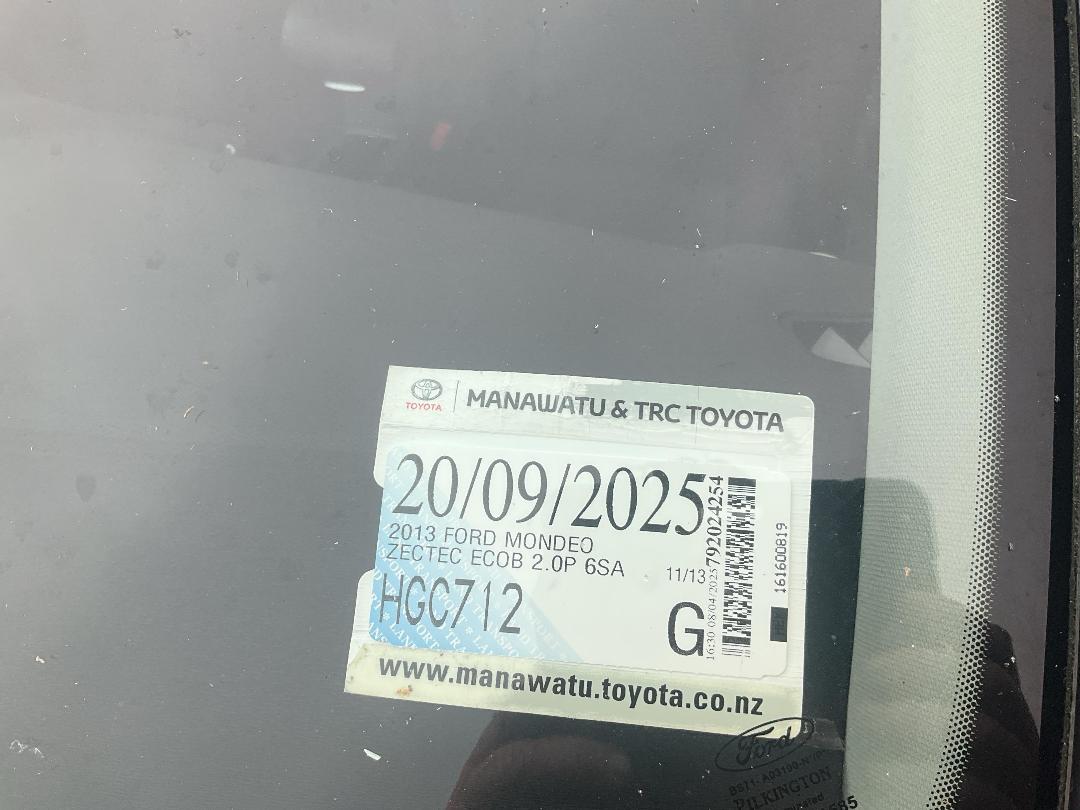 TOYOTA
MANAWATU & TRC TOYOTA
20/09/2025
2013 FORD MONDEO
ZECTEC ECOB 2.0P 6SA
11/13
HGC712
G
16:30 08/04/2025
792024254
161600819
www.manawatu.toyota.co.nz
Ford
PILKINGTON